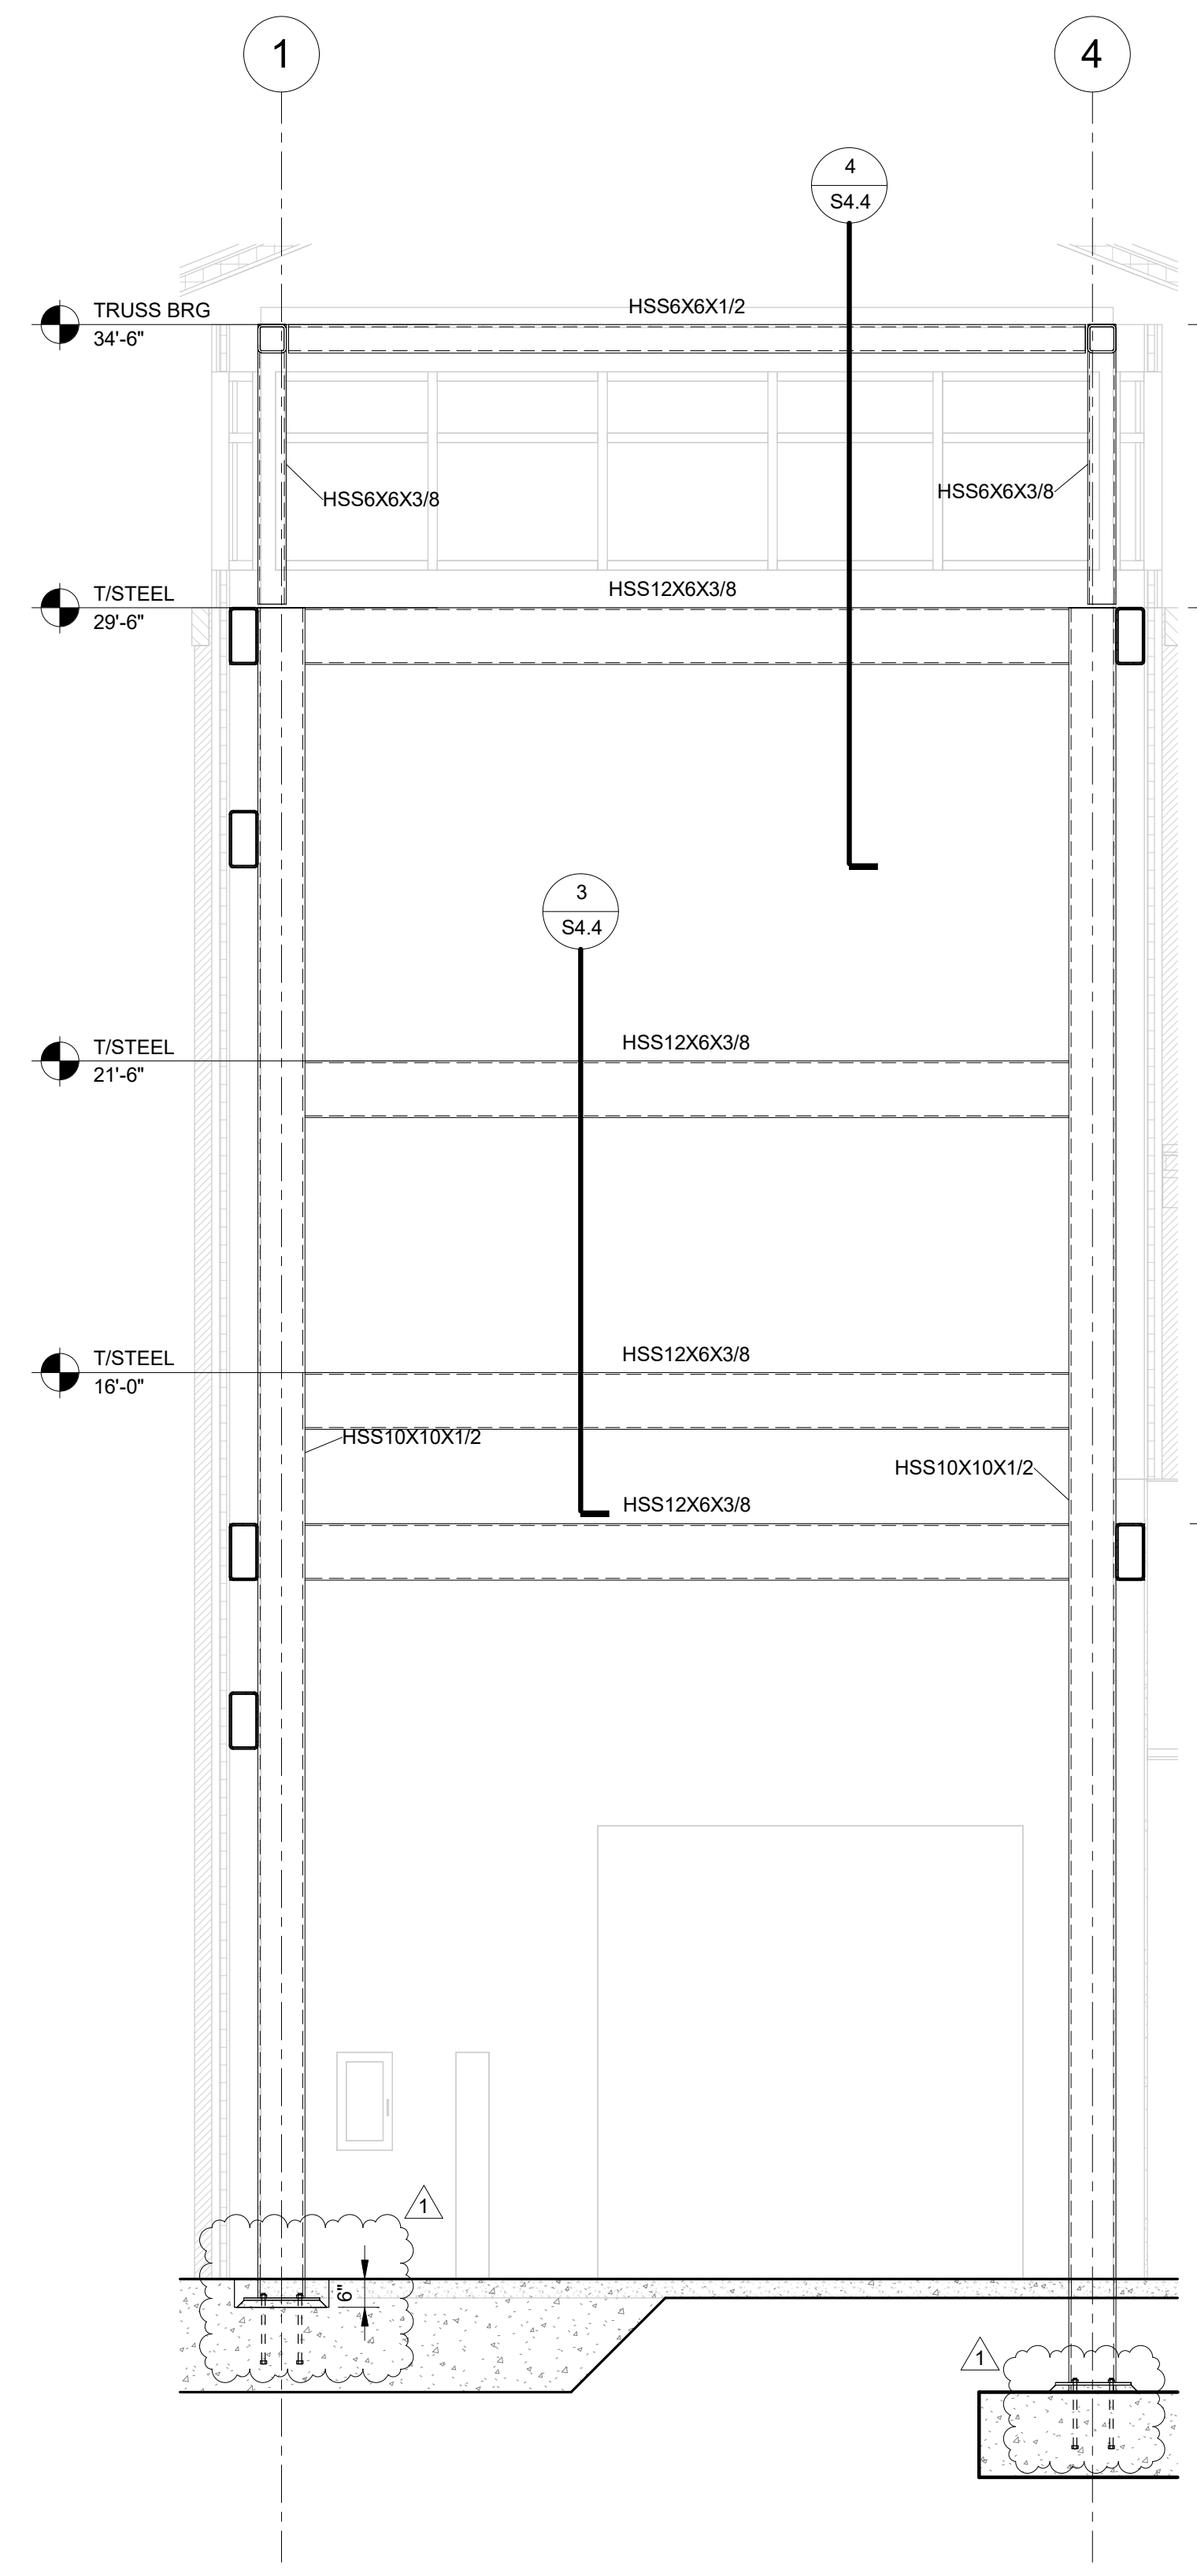 1
4
4
S4.4
HSS6X6X1/2
TRUSS BRG
34'-6"
HSS6X6X3/8
HSS6X6X3/8
HSS12X6X3/8
T/STEEL
29'-6"
3
S4.4
HSS12X6X3/8
T/STEEL
21'-6"
HSS12X6X3/8
T/STEEL
16'-0"
HSS10X10X1/2
HSS10X10X1/2
HSS12X6X3/8
1
6"
1